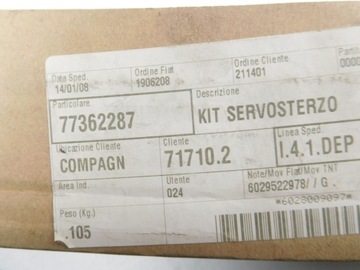 Data Sped. Ordine Fiat Ordine Cliente
14/01/08 1906208 211401 0000
Particolare Descrizione
77362287 KIT SERVOSTERZO
Ubicazione Cliente Linea Sped.
COMPAGN 71710.2 I.4.1.DEP
Area Ind. Utente Note/Mov Fiat/Mov TNT
024 6029522978// G .
Peso (Kg.) *6028009097*
.105